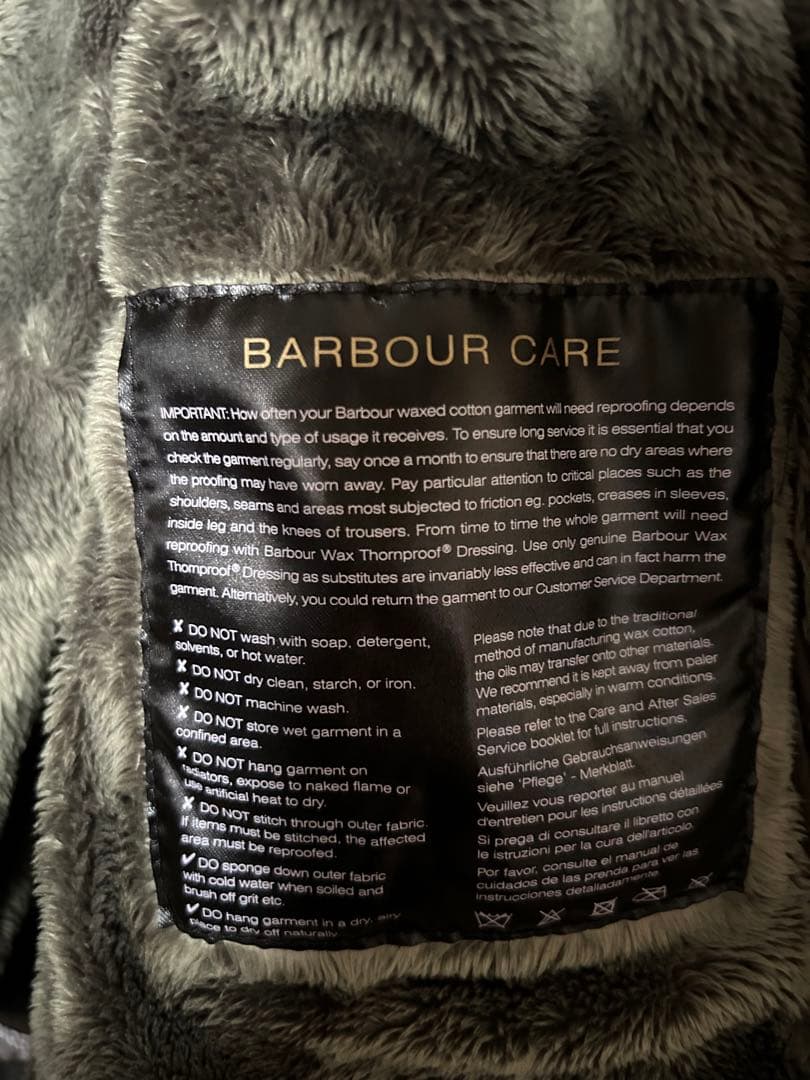 BARBOUR CARE
IMPORTANT: How often your Barbour waxed cotton garment will need reproofing depends
on the amount and type of usage it receives. To ensure long service it is essential that you
check the garment regularly, say once a month to ensure that there are no dry areas where
the proofing may have worn away. Pay particular attention to critical places such as the
shoulders, seams and areas most subjected to friction eg. pockets, creases in sleeves,
inside leg and the knees of trousers. From time to time the whole garment will need
reproofing with Barbour Wax Thornproof® Dressing. Use only genuine Barbour Wax
Thornproof® Dressing as substitutes are invariably less effective and can in fact harm the
garment. Alternatively, you could return the garment to our Customer Service Department.
✘ DO NOT wash with soap, detergent,
solvents, or hot water.
✘ DO NOT dry clean, starch, or iron.
✘ DO NOT machine wash.
✘ DO NOT store wet garment in a
confined area.
✘ DO NOT hang garment on
radiators, expose to naked flame or
use artificial heat to dry.
✘ DO NOT stitch through outer fabric.
If items must be stitched, the affected
area must be reproofed.
✔ DO sponge down outer fabric
with cold water when soiled and
brush off grit etc.
✔ DO hang garment in a dry, airy
place to dry off naturally
Please note that due to the traditional
method of manufacturing wax cotton,
the oils may transfer onto other materials.
We recommend it is kept away from paler
materials, especially in warm conditions.
Please refer to the Care and After Sales
Service booklet for full instructions.
Ausführliche Gebrauchsanweisungen
siehe 'Pflege' - Merkblatt.
Veuillez vous reporter au manuel
d'entretien pour les instructions détaillées
Si prega di consultare il libretto con
le istruzioni per la cura dell'articolo.
Por favor, consulte el manual de
cuidados de las prenda para ver las
instrucciones detalladamente.